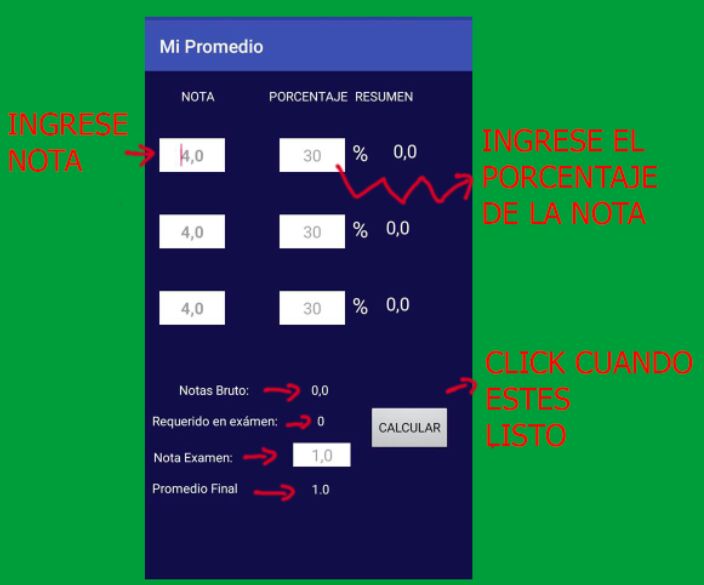 Mi Promedio
NOTA PORCENTAJE RESUMEN
INGRESE
NOTA
4,0 30 % 0,0
INGRESE EL
PORCENTAJE
DE LA NOTA
4,0 30 % 0,0
4,0 30 % 0,0
CLICK CUANDO
ESTES
LISTO
Notas Bruto: 0,0
Requerido en exámen: 0
CALCULAR
Nota Examen: 1,0
Promedio Final 1.0